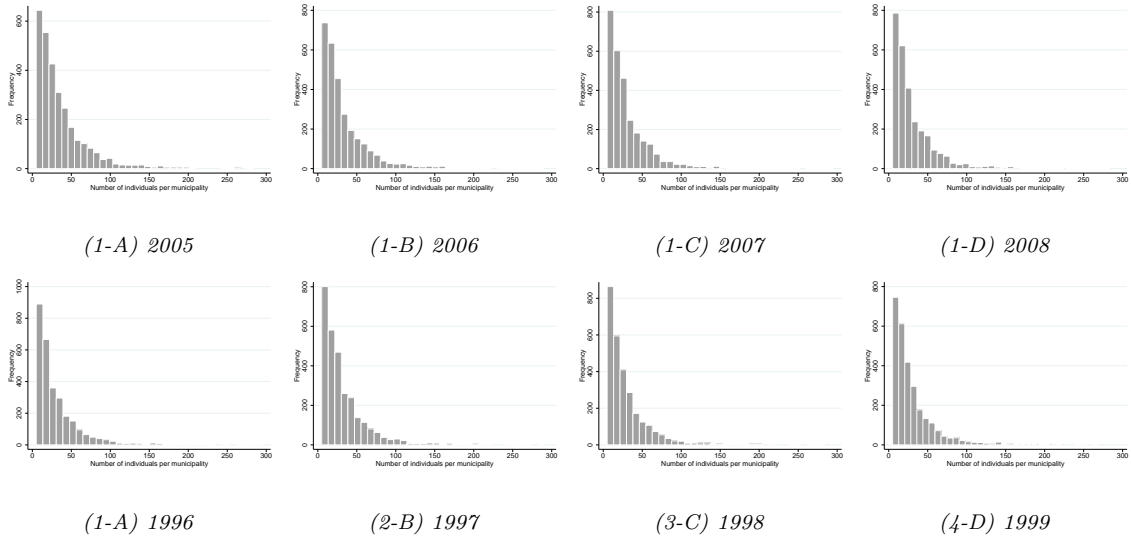 Frequency
0 200 400 600
0 50 100 150 200 250 300
Number of individuals per municipality
(1-A) 2005
Frequency
0 200 400 600 800
0 50 100 150 200 250 300
Number of individuals per municipality
(1-B) 2006
Frequency
0 200 400 600 800
0 50 100 150 200 250 300
Number of individuals per municipality
(1-C) 2007
Frequency
0 200 400 600 800
0 50 100 150 200 250 300
Number of individuals per municipality
(1-D) 2008
Frequency
0 200 400 600 800 1000
0 50 100 150 200 250 300
Number of individuals per municipality
(1-A) 1996
Frequency
0 200 400 600 800
0 50 100 150 200 250 300
Number of individuals per municipality
(2-B) 1997
Frequency
0 200 400 600 800
0 50 100 150 200 250 300
Number of individuals per municipality
(3-C) 1998
Frequency
0 200 400 600 800
0 50 100 150 200 250 300
Number of individuals per municipality
(4-D) 1999